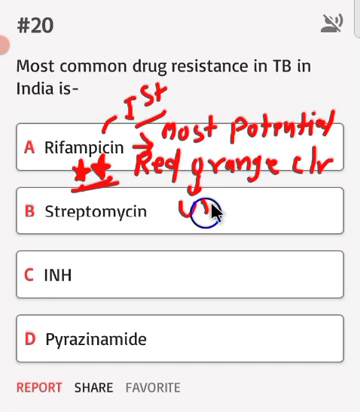 #20
Most common drug resistance in TB in
India is-
I st
Most Potential
A Rifampicin
Red orange clr
B Streptomycin
C INH
D Pyrazinamide
REPORT SHARE FAVORITE